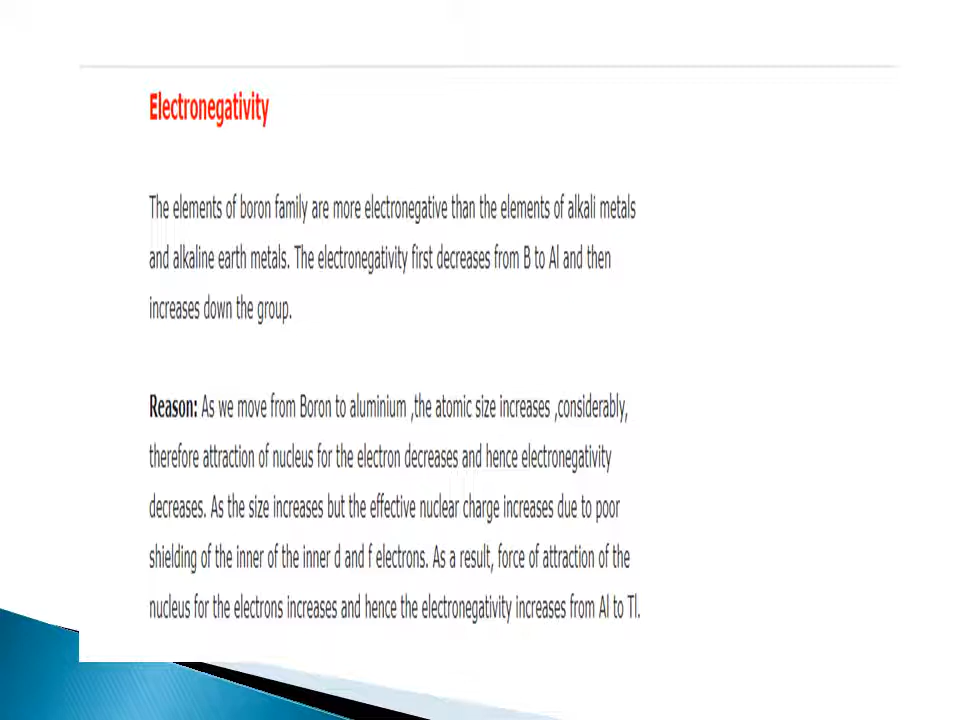 Electronegativity
The elements of boron family are more electronegative than the elements of alkali metals
and alkaline earth metals. The electronegativity first decreases from B to Al and then
increases down the group.
Reason: As we move from Boron to aluminium ,the atomic size increases ,considerably,
therefore attraction of nucleus for the electron decreases and hence electronegativity
decreases. As the size increases but the effective nuclear charge increases due to poor
shielding of the inner of the inner d and f electrons. As a result, force of attraction of the
nucleus for the electrons increases and hence the electronegativity increases from Al to Tl.